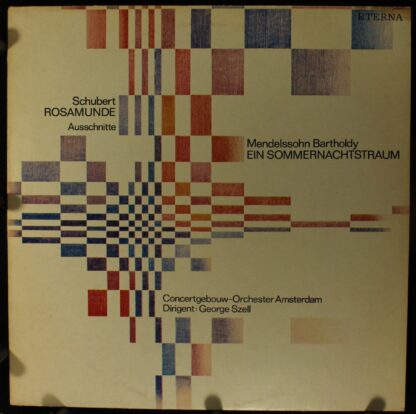 ETERNA
Schubert
ROSAMUNDE
Ausschnitte
Mendelssohn Bartholdy
EIN SOMMERNACHTSTRAUM
Concertgebouw-Orchester Amsterdam
Dirigent: George Szell